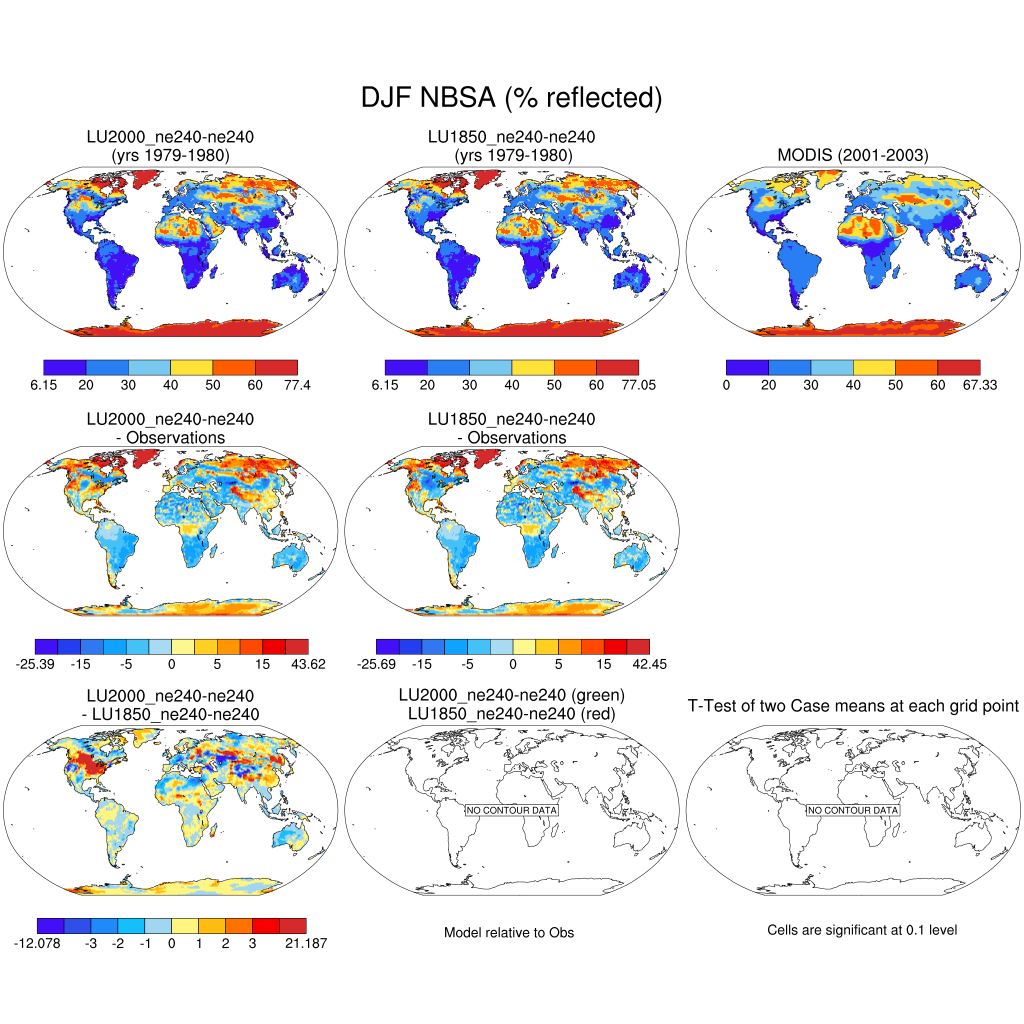 DJF NBSA (% reflected)
LU2000_ne240-ne240
(yrs 1979-1980)
LU1850_ne240-ne240
(yrs 1979-1980)
MODIS (2001-2003)
6.15 20 30 40 50 60 77.4
6.15 20 30 40 50 60 77.05
0 20 30 40 50 60 67.33
LU2000_ne240-ne240
- Observations
LU1850_ne240-ne240
- Observations
-25.39 -15 -5 0 5 15 43.62
-25.69 -15 -5 0 5 15 42.45
LU2000_ne240-ne240
- LU1850_ne240-ne240
LU2000_ne240-ne240 (green)
LU1850_ne240-ne240 (red)
T-Test of two Case means at each grid point
NO CONTOUR DATA
NO CONTOUR DATA
-12.078 -3 -2 -1 0 1 2 3 21.187
Model relative to Obs
Cells are significant at 0.1 level